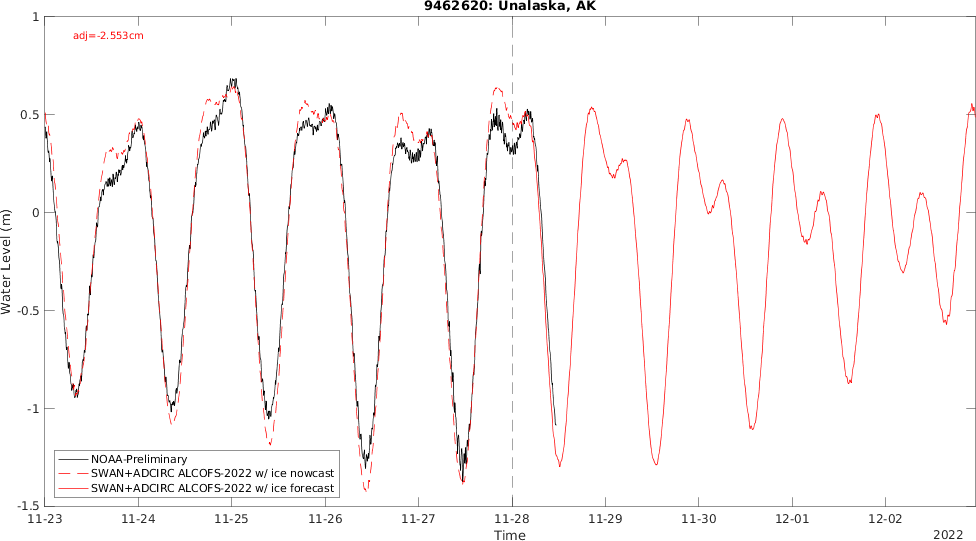 9462620: Unalaska, AK
adj=-2.553cm
1
0.5
0
-0.5
-1
-1.5
Water Level (m)
NOAA-Preliminary
SWAN+ADCIRC ALCOFS-2022 w/ ice nowcast
SWAN+ADCIRC ALCOFS-2022 w/ ice forecast
11-23 11-24 11-25 11-26 11-27 11-28 11-29 11-30 12-01 12-02
Time
2022